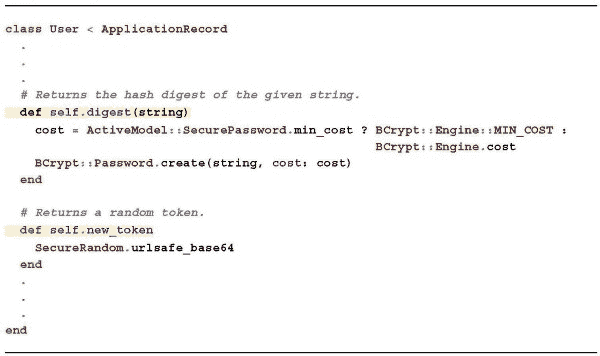 class User < ApplicationRecord
  .
  .
  .
  # Returns the hash digest of the given string.
  def self.digest(string)
    cost = ActiveModel::SecurePassword.min_cost ? BCrypt::Engine::MIN_COST :
                                                  BCrypt::Engine.cost
    BCrypt::Password.create(string, cost: cost)
  end

  # Returns a random token.
  def self.new_token
    SecureRandom.urlsafe_base64
  end
  .
  .
  .
end